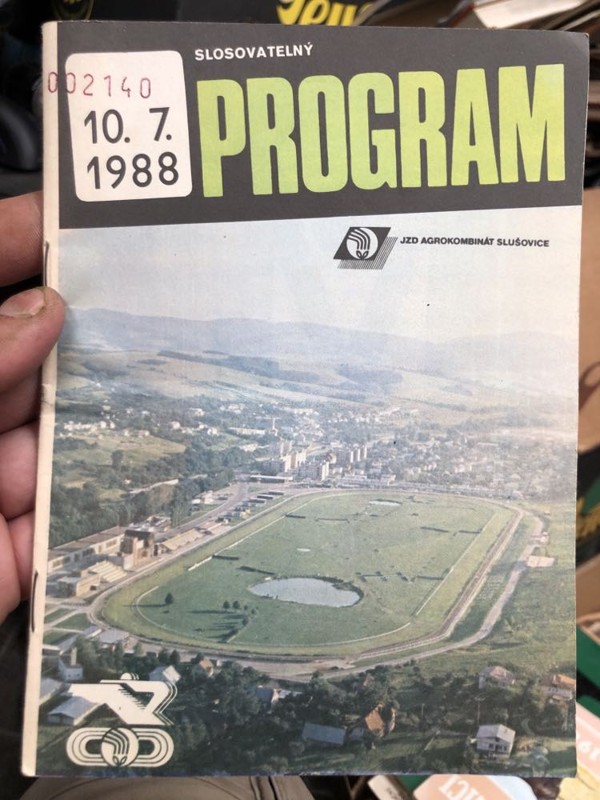 SLOSOVATELNÝ
002140
10. 7.
1988
PROGRAM
JZD AGROKOMBINÁT SLUŠOVICE